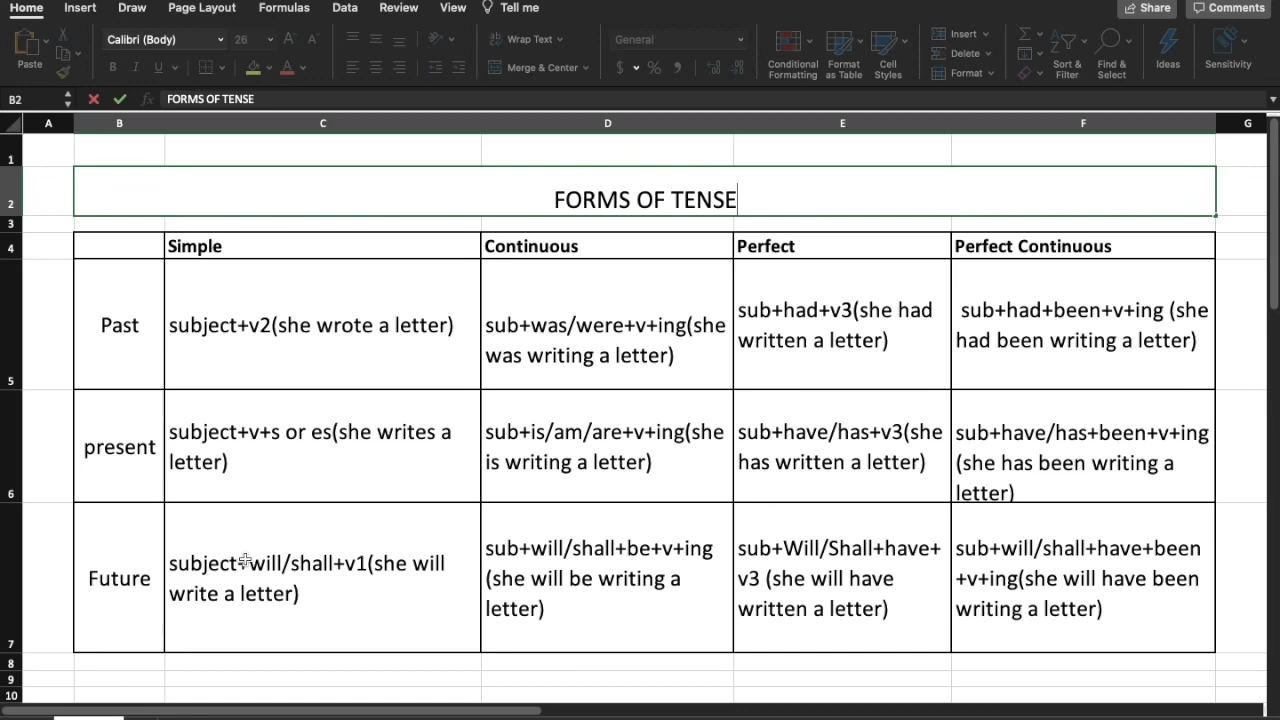 Home Insert Draw Page Layout Formulas Data Review View Tell me Share Comments
Paste Calibri (Body) 26 A A Wrap Text General Conditional Formatting Format as Table Cell Styles Insert Sort & Filter Find & Select Ideas Sensitivity
B I U A Merge & Center $ % Delete
Format
B2 fx FORMS OF TENSE
A B C D E F G
1
2 FORMS OF TENSE
3
4 Simple Continuous Perfect Perfect Continuous
5 Past
subject+v2(she wrote a letter)
sub+was/were+v+ing(she
was writing a letter)
sub+had+v3(she had
written a letter)
sub+had+been+v+ing (she
had been writing a letter)
6 present
subject+v+s or es(she writes a
letter)
sub+is/am/are+v+ing(she
is writing a letter)
sub+have/has+v3(she
has written a letter)
sub+have/has+been+v+ing
(she has been writing a
letter)
7 Future
subject+will/shall+v1(she will
write a letter)
sub+will/shall+be+v+ing
(she will be writing a
letter)
sub+Will/Shall+have+
v3 (she will have
written a letter)
sub+will/shall+have+been
+v+ing(she will have been
writing a letter)
8
9
10